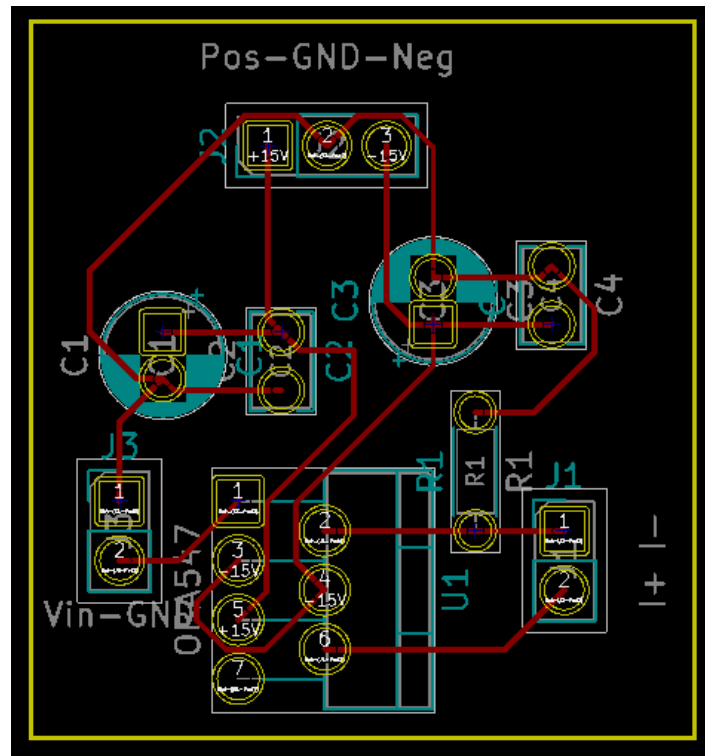 Pos-GND-Neg
J2
1
+15V
2
3
-15V
C3
C3
C3
C4
C4
C1
C1
C2
C1
C2
J3
1
2
Vin-GND
OPA547
1
2
3
-15V
4
-15V
5
+15V
6
7
U1
R1
R1
R1
J1
1
2
I-
I+